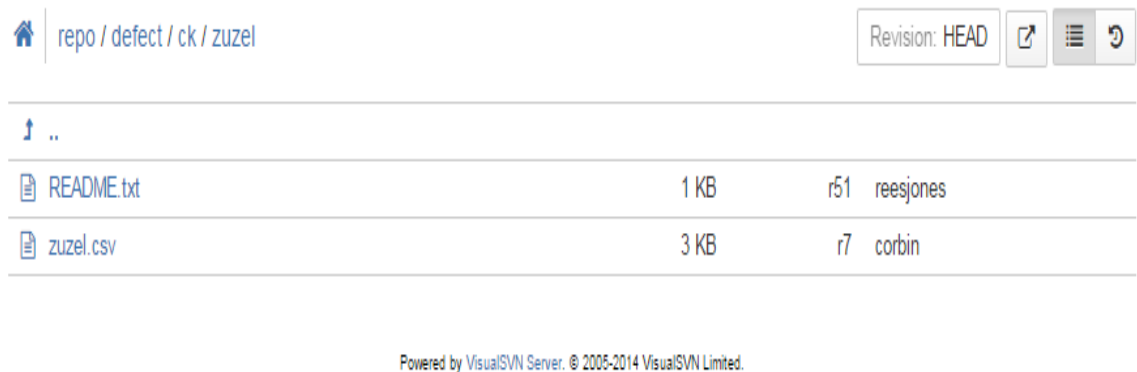 repo / defect / ck / zuzel Revision: HEAD
..
README.txt 1 KB r51 reesjones
zuzel.csv 3 KB r7 corbin
Powered by VisualSVN Server. © 2005-2014 VisualSVN Limited.